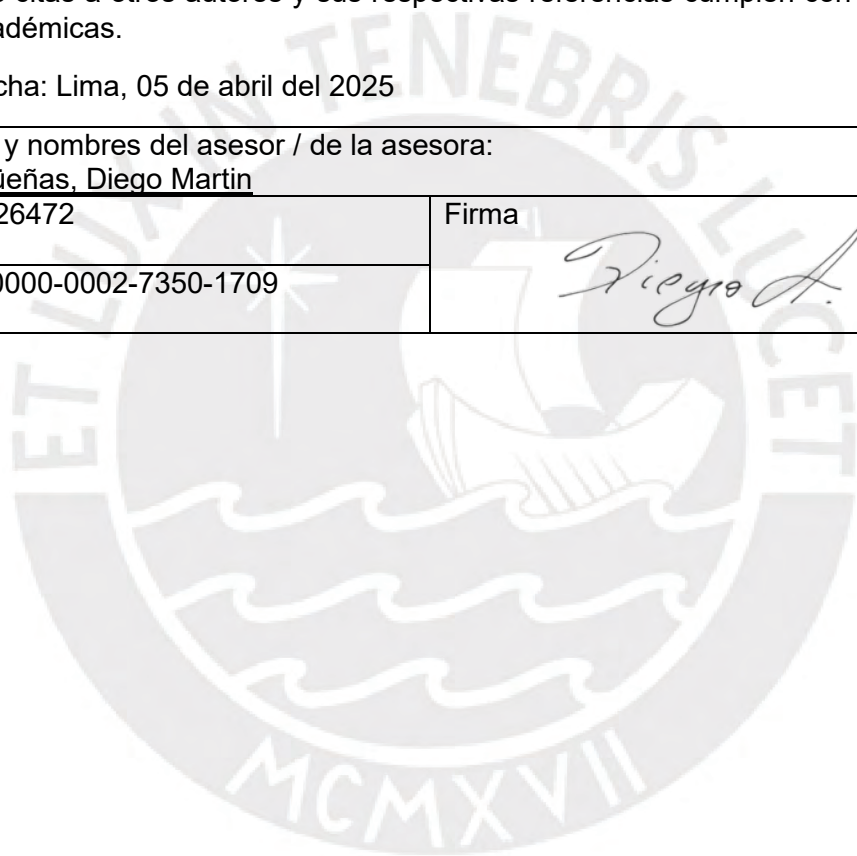 adémicas.
cha: Lima, 05 de abril del 2025
y nombres del asesor / de la asesora:
üeñas, Diego Martin
26472
Firma
0000-0002-7350-1709
Diego A.
ET LUX IN TENEBRIS LUCET
MCMXVII